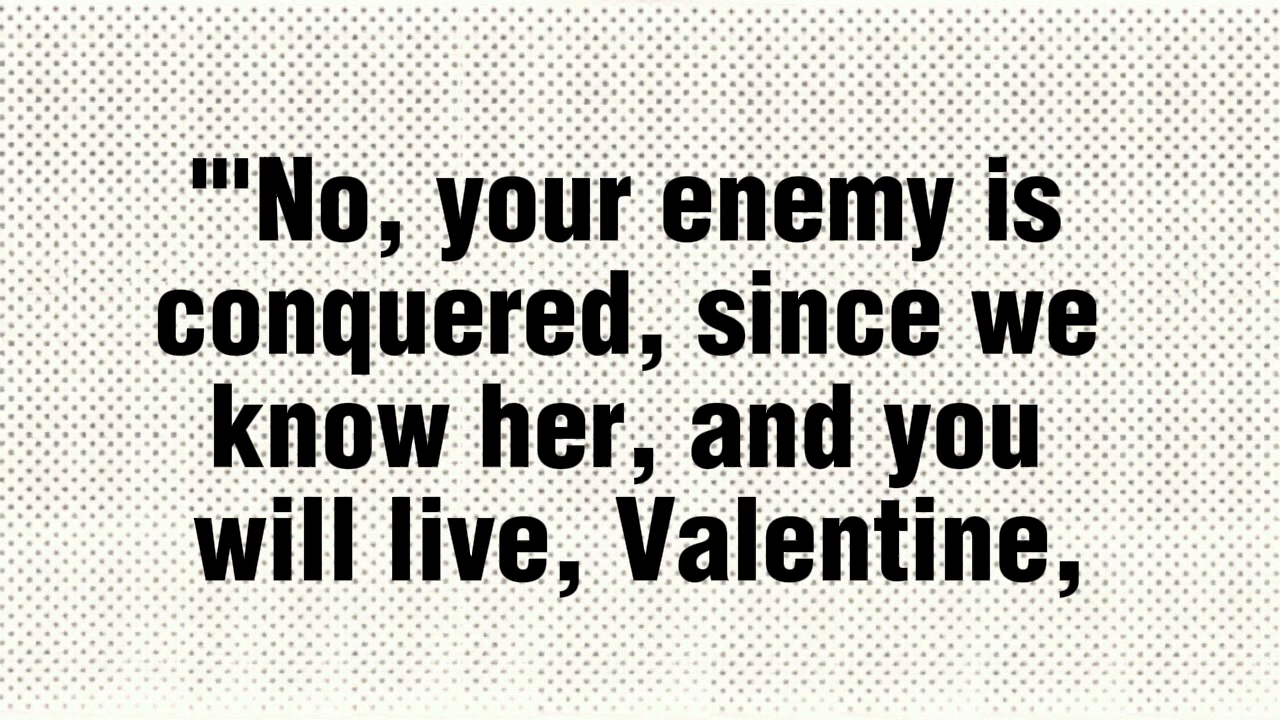 "'No, your enemy is
conquered, since we
know her, and you
will live, Valentine,